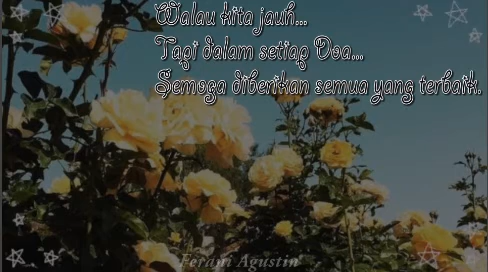 Walau kita jauh...
Tapi dalam setiap Doa...
Semoga diberikan semua yang terbaik.
Ferani Agustin